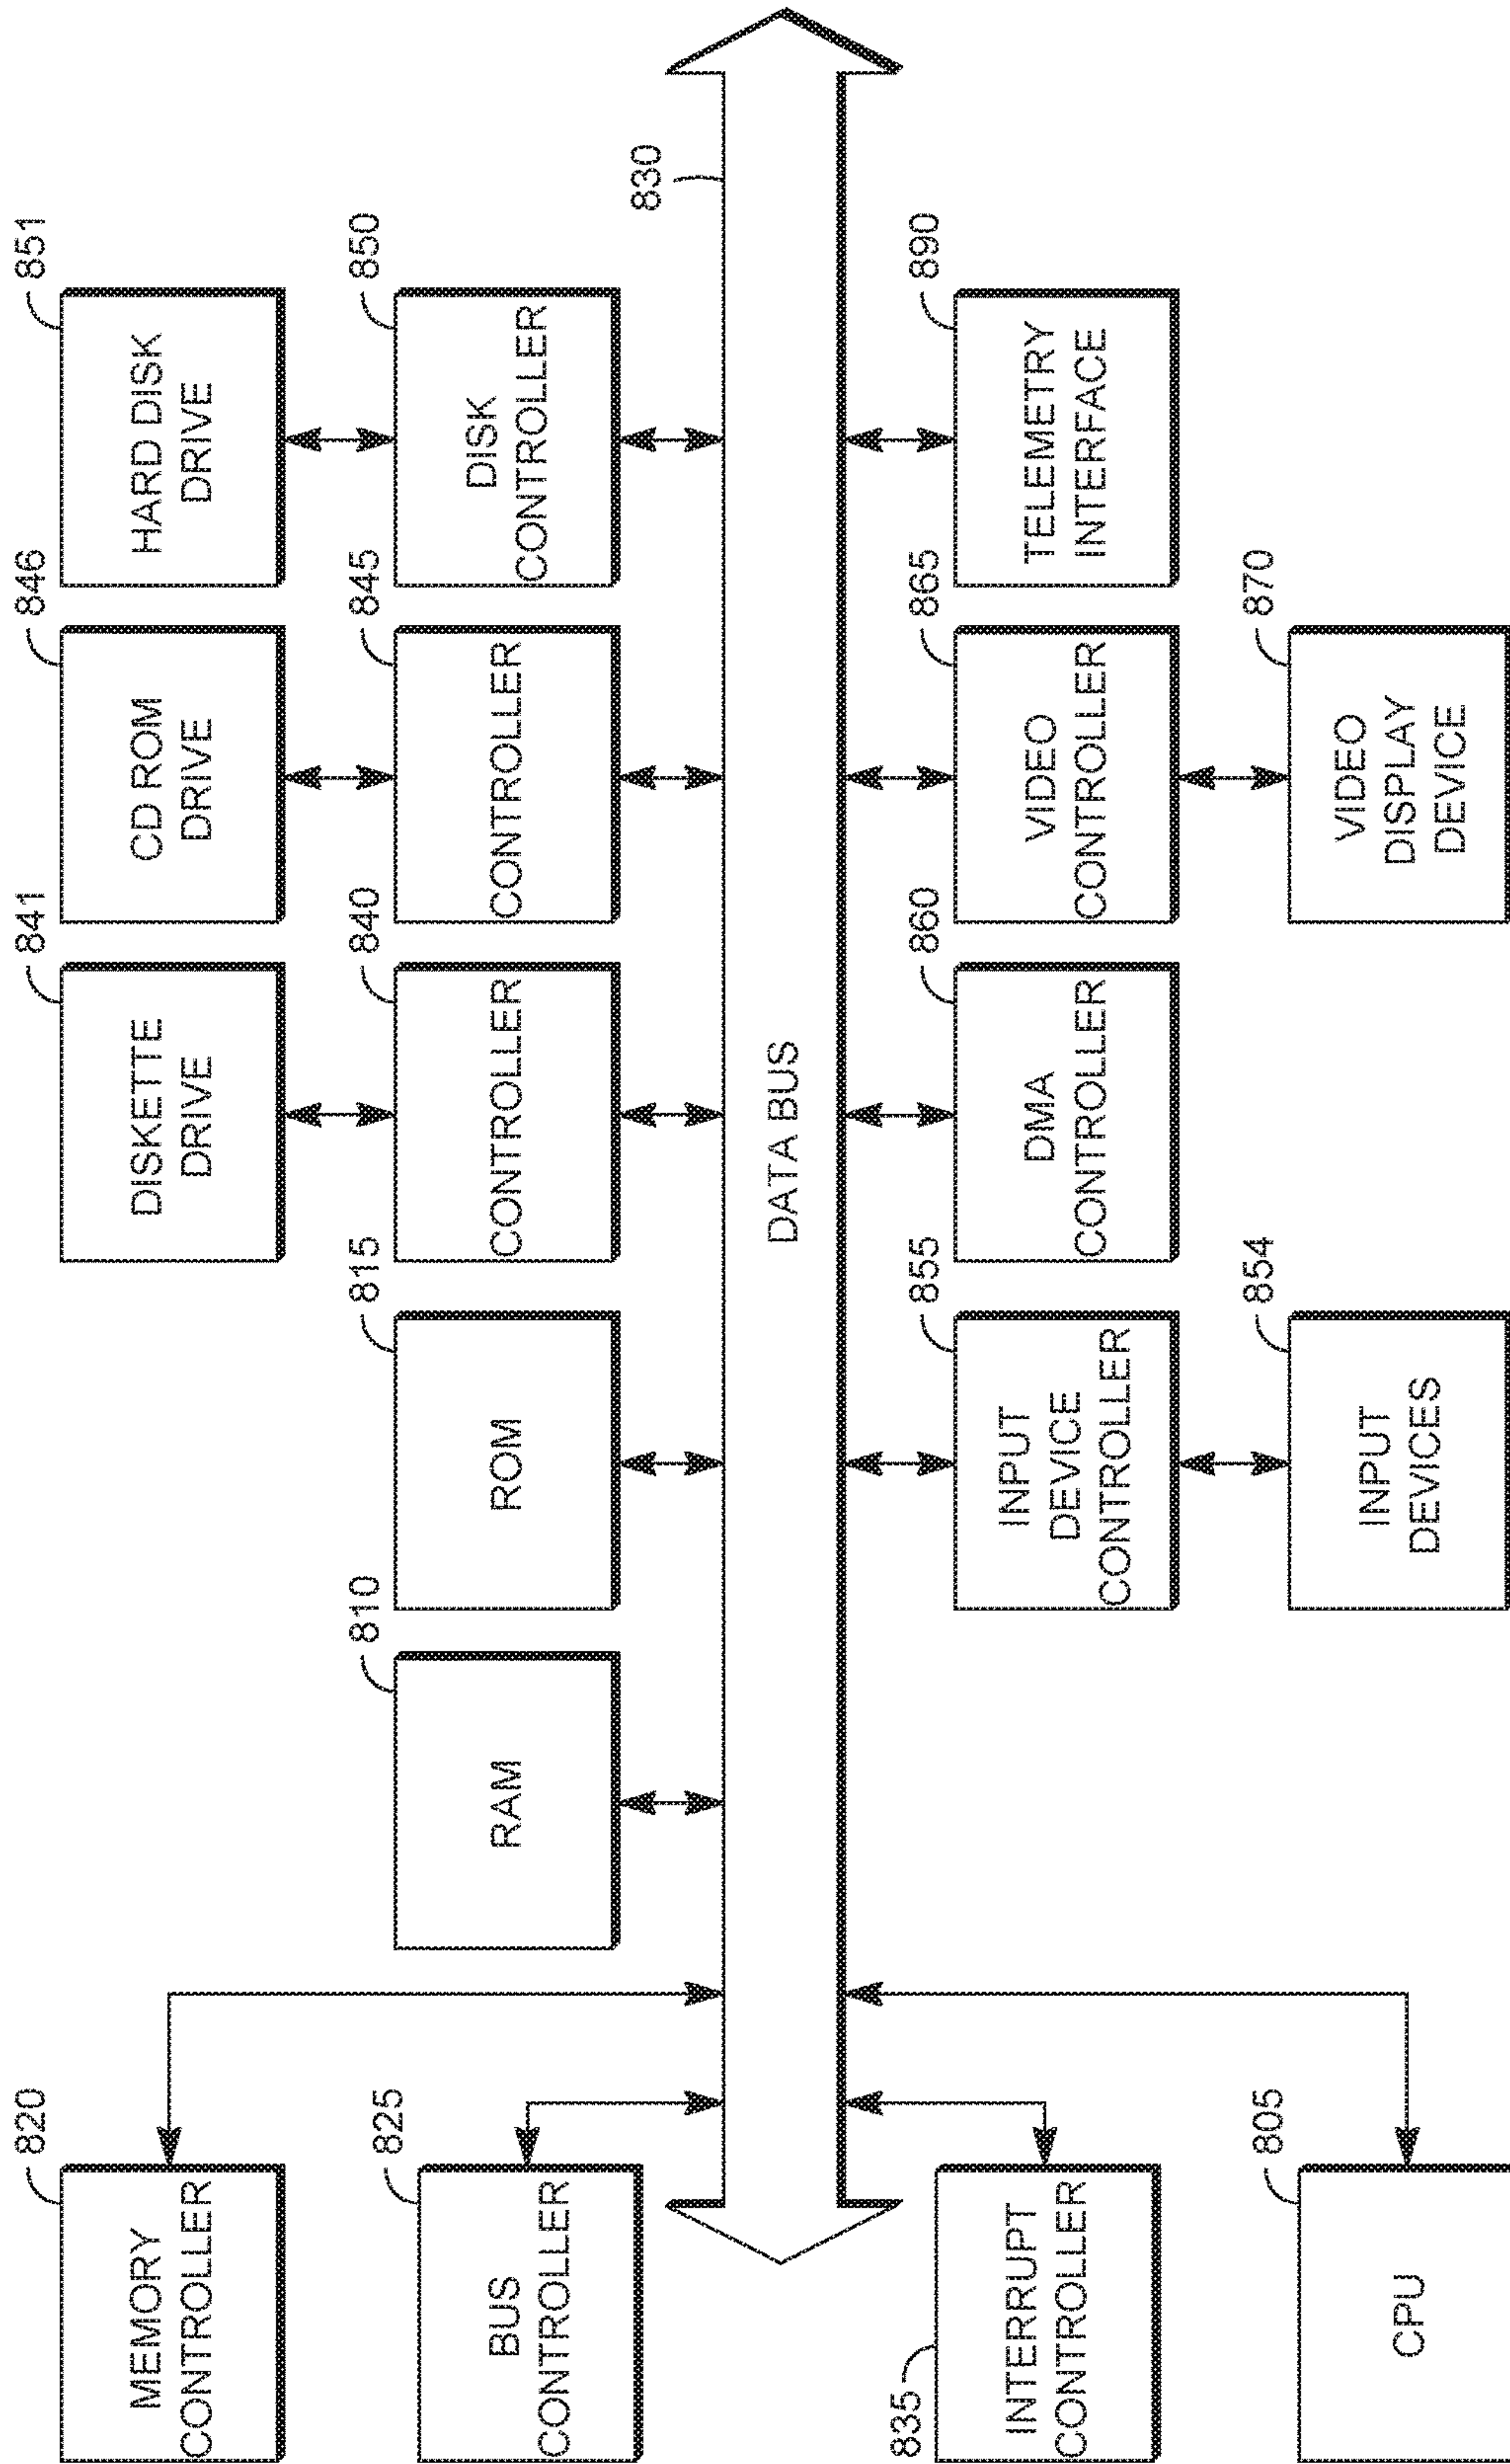 820
MEMORY
CONTROLLER
825
BUS
CONTROLLER
835
INTERRUPT
CONTROLLER
805
CPU
810
RAM
815
ROM
841
DISKETTE
DRIVE
840
CONTROLLER
846
CD ROM
DRIVE
845
CONTROLLER
851
HARD DISK
DRIVE
850
DISK
CONTROLLER
830
DATA BUS
855
INPUT
DEVICE
CONTROLLER
854
INPUT
DEVICES
860
DMA
CONTROLLER
865
VIDEO
CONTROLLER
870
VIDEO
DISPLAY
DEVICE
890
TELEMETRY
INTERFACE